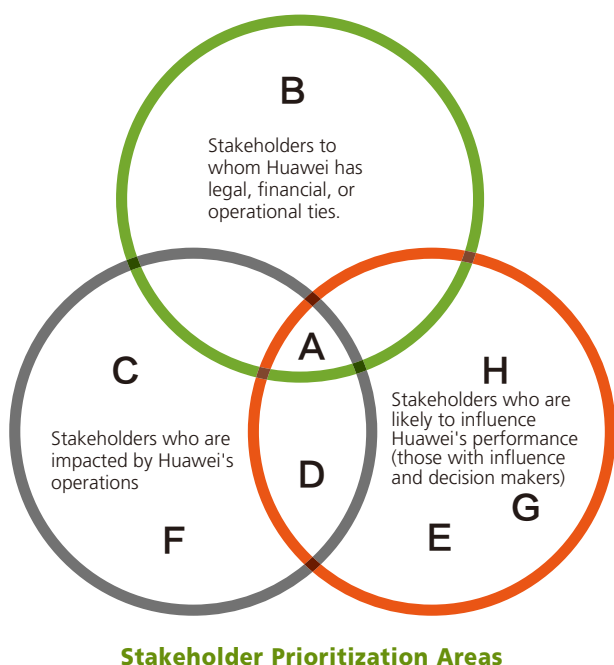 B
Stakeholders to
whom Huawei has
legal, financial, or
operational ties.
A
C
H
Stakeholders who are
likely to influence
Huawei's performance
(those with influence
and decision makers)
Stakeholders who are
impacted by Huawei's
operations
D
G
E
F
Stakeholder Prioritization Areas